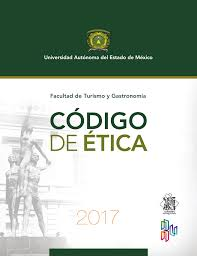 Universidad Autónoma del Estado de México
Facultad de Turismo y Gastronomía
CÓDIGO
DE ÉTICA
2017